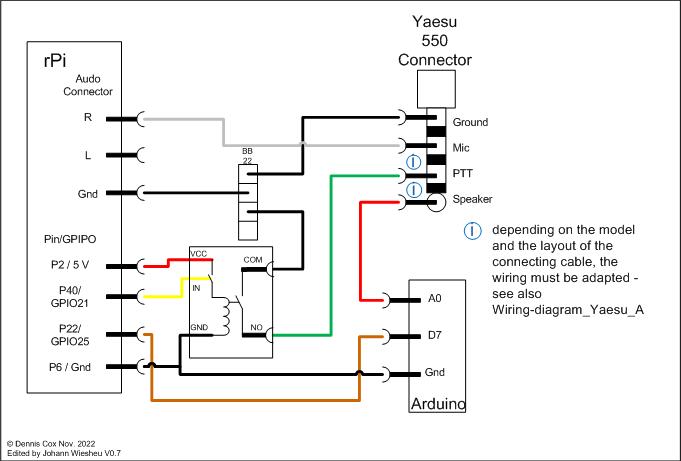 Yaesu
550
Connector
rPi
Audo
Connector
R
L
Gnd
Pin/GPIPO
P2 / 5 V
P40/
GPIO21
P22/
GPIO25
P6 / Gnd
BB
22
VCC
IN
GND
COM
NO
Ground
Mic
PTT
Speaker
i
i
i
depending on the model
and the layout of the
connecting cable, the
wiring must be adapted -
see also
Wiring-diagram_Yaesu_A
A0
D7
Gnd
Arduino
© Dennis Cox Nov. 2022
Edited by Johann Wiesheu V0.7